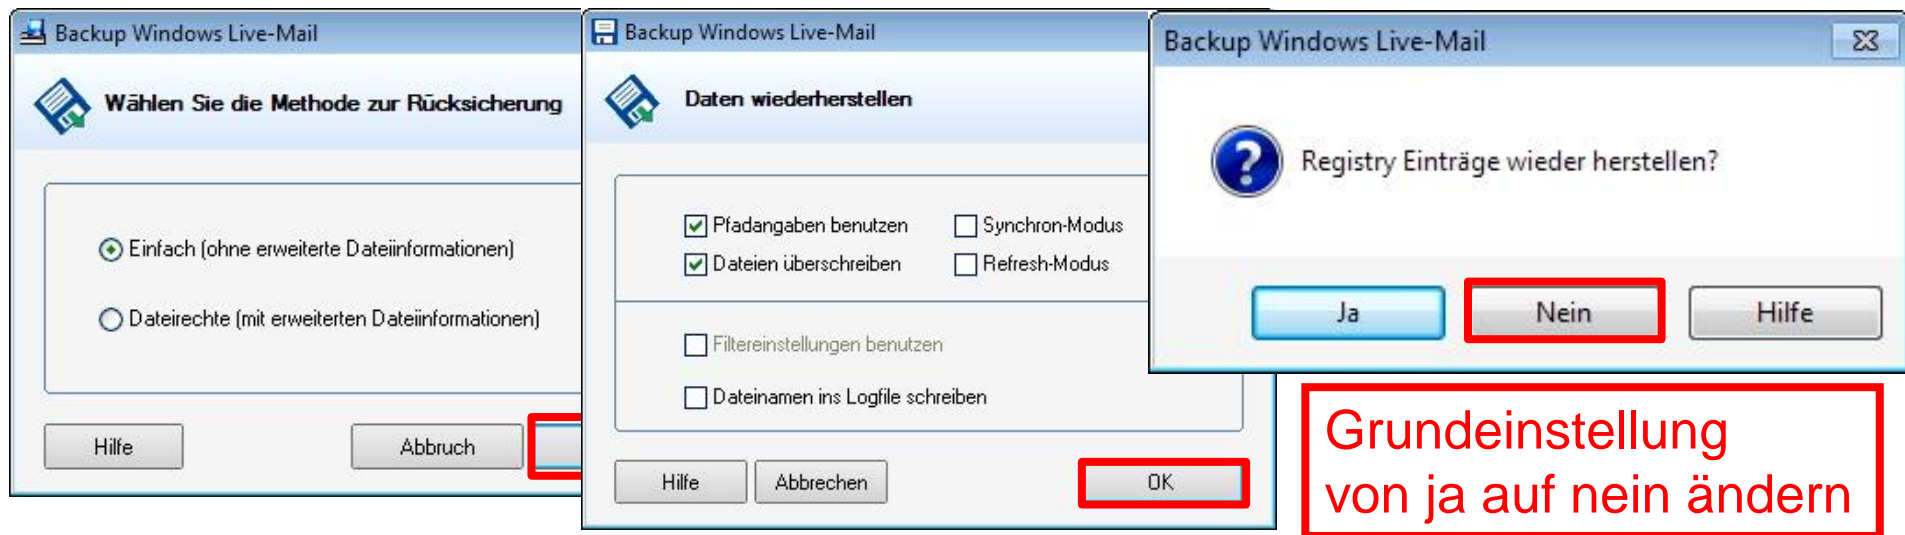 Backup Windows Live-Mail
Wählen Sie die Methode zur Rücksicherung
Einfach (ohne erweiterte Dateiinformationen)
Dateirechte (mit erweiterten Dateiinformationen)
Hilfe
Abbruch
Backup Windows Live-Mail
Daten wiederherstellen
Pfadangaben benutzen
Synchron-Modus
Dateien überschreiben
Refresh-Modus
Filtereinstellungen benutzen
Dateinamen ins Logfile schreiben
Hilfe
Abbrechen
OK
Backup Windows Live-Mail
Registry Einträge wieder herstellen?
Ja
Nein
Hilfe
Grundeinstellung
von ja auf nein ändern